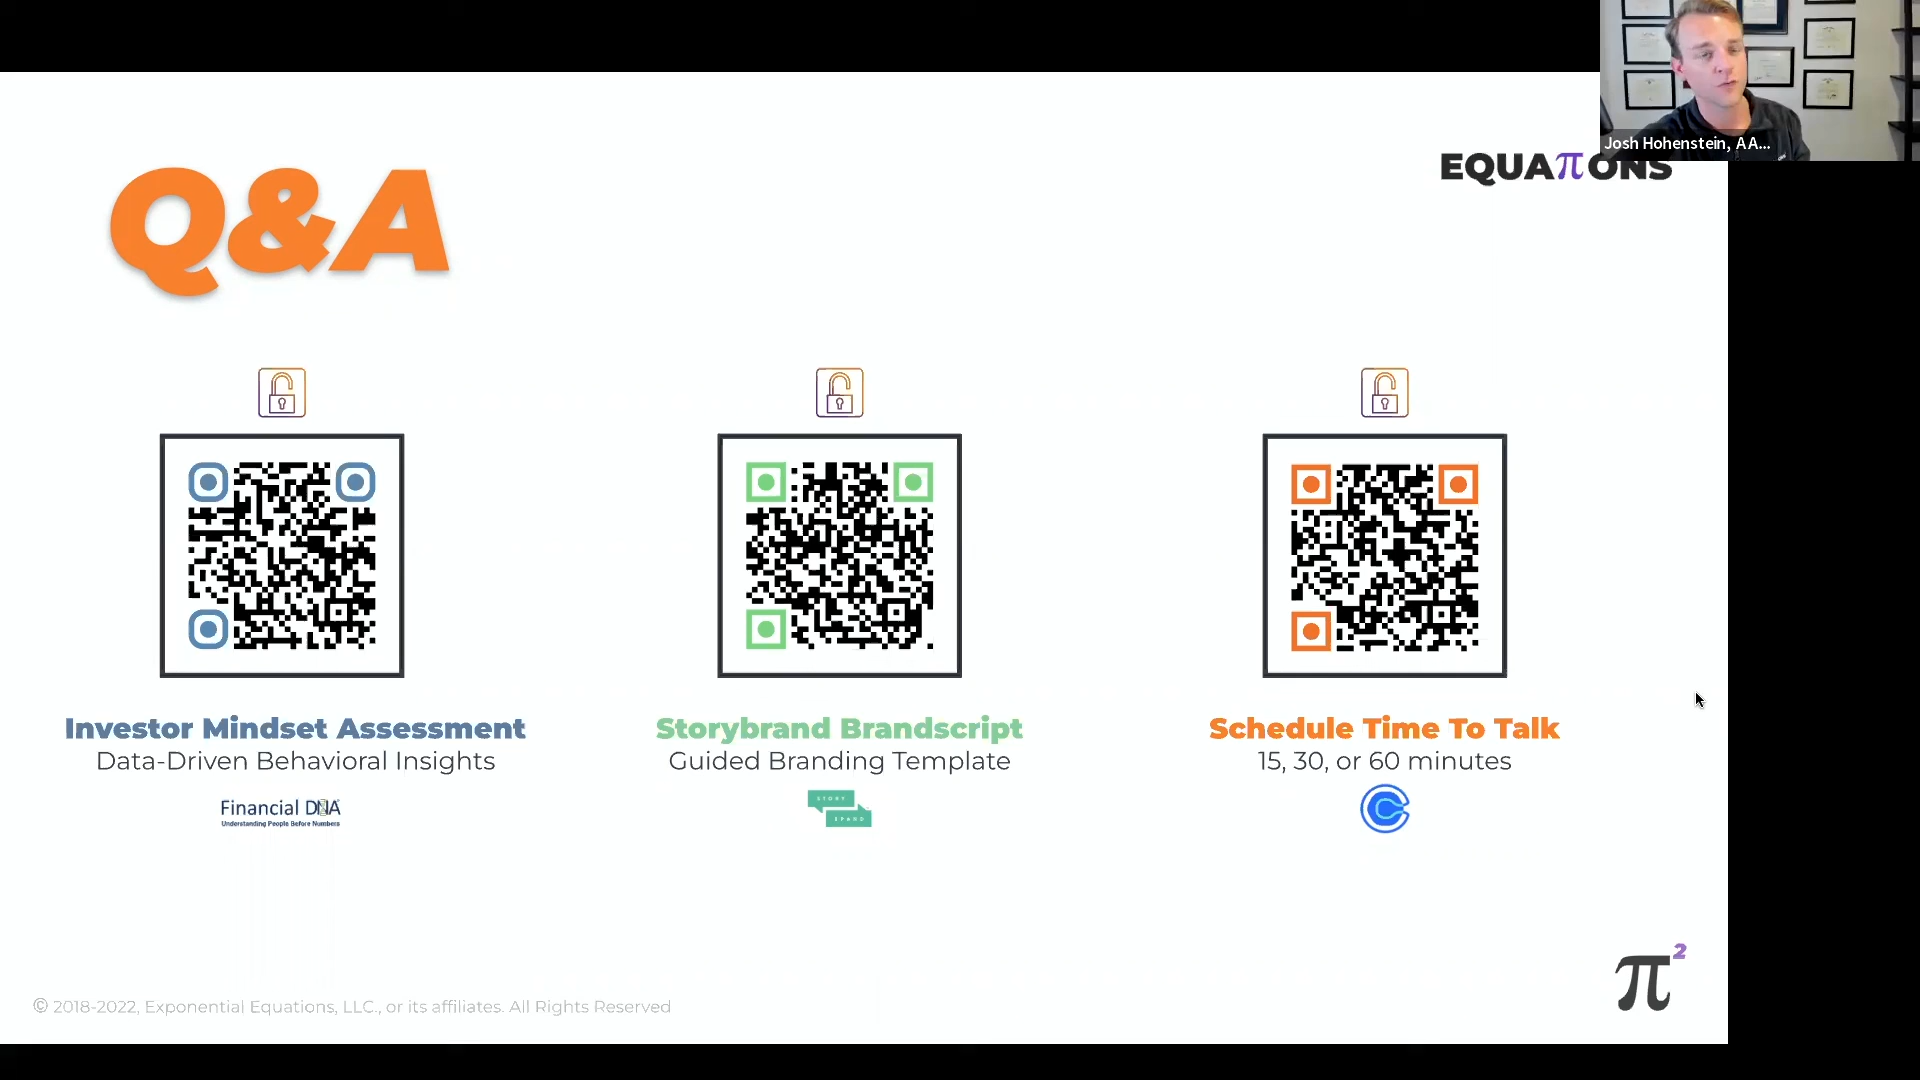 Josh Hohenstein, AA...
EQUAπONS
Q&A
Investor Mindset Assessment
Data-Driven Behavioral Insights
Financial DNA
Understanding People Before Numbers
Storybrand Brandscript
Guided Branding Template
STORY
BRAND
Schedule Time To Talk
15, 30, or 60 minutes
π²
© 2018-2022, Exponential Equations, LLC., or its affiliates. All Rights Reserved